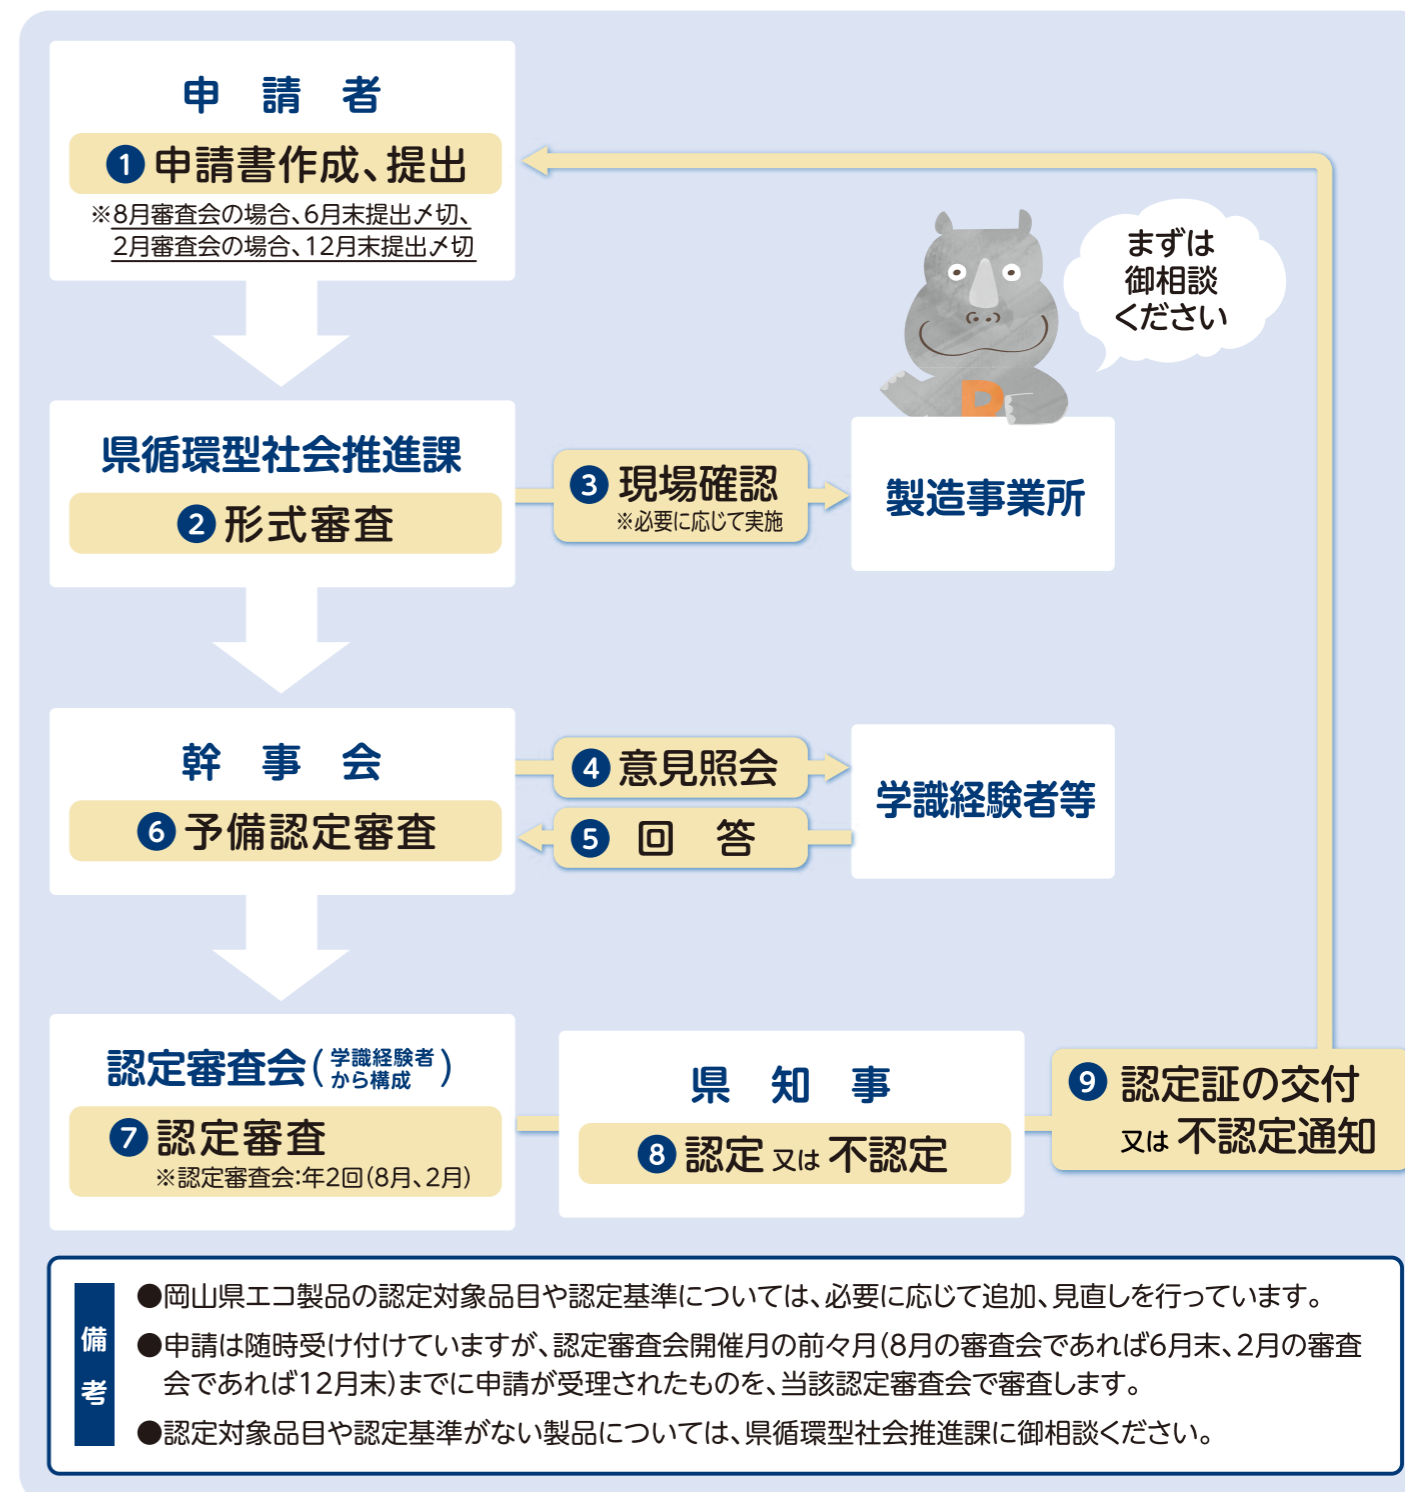 申請者
❶申請書作成、提出
※8月審査会の場合、6月末提出〆切、
2月審査会の場合、12月末提出〆切
まずは
御相談
ください
県循環型社会推進課
❷形式審査
❸現場確認
※必要に応じて実施
製造事業所
幹事会
❻予備認定審査
❹意見照会
❺回答
学識経験者等
認定審査会(学識経験者
から構成)
❼認定審査
※認定審査会:年2回(8月、2月)
県知事
❽認定又は不認定
❾認定証の交付
又は不認定通知
備考
●岡山県エコ製品の認定対象品目や認定基準については、必要に応じて追加、見直しを行っています。
●申請は随時受け付けていますが、認定審査会開催月の前々月(8月の審査会であれば6月末、2月の審査
会であれば12月末)までに申請が受理されたものを、当該認定審査会で審査します。
●認定対象品目や認定基準がない製品については、県循環型社会推進課に御相談ください。